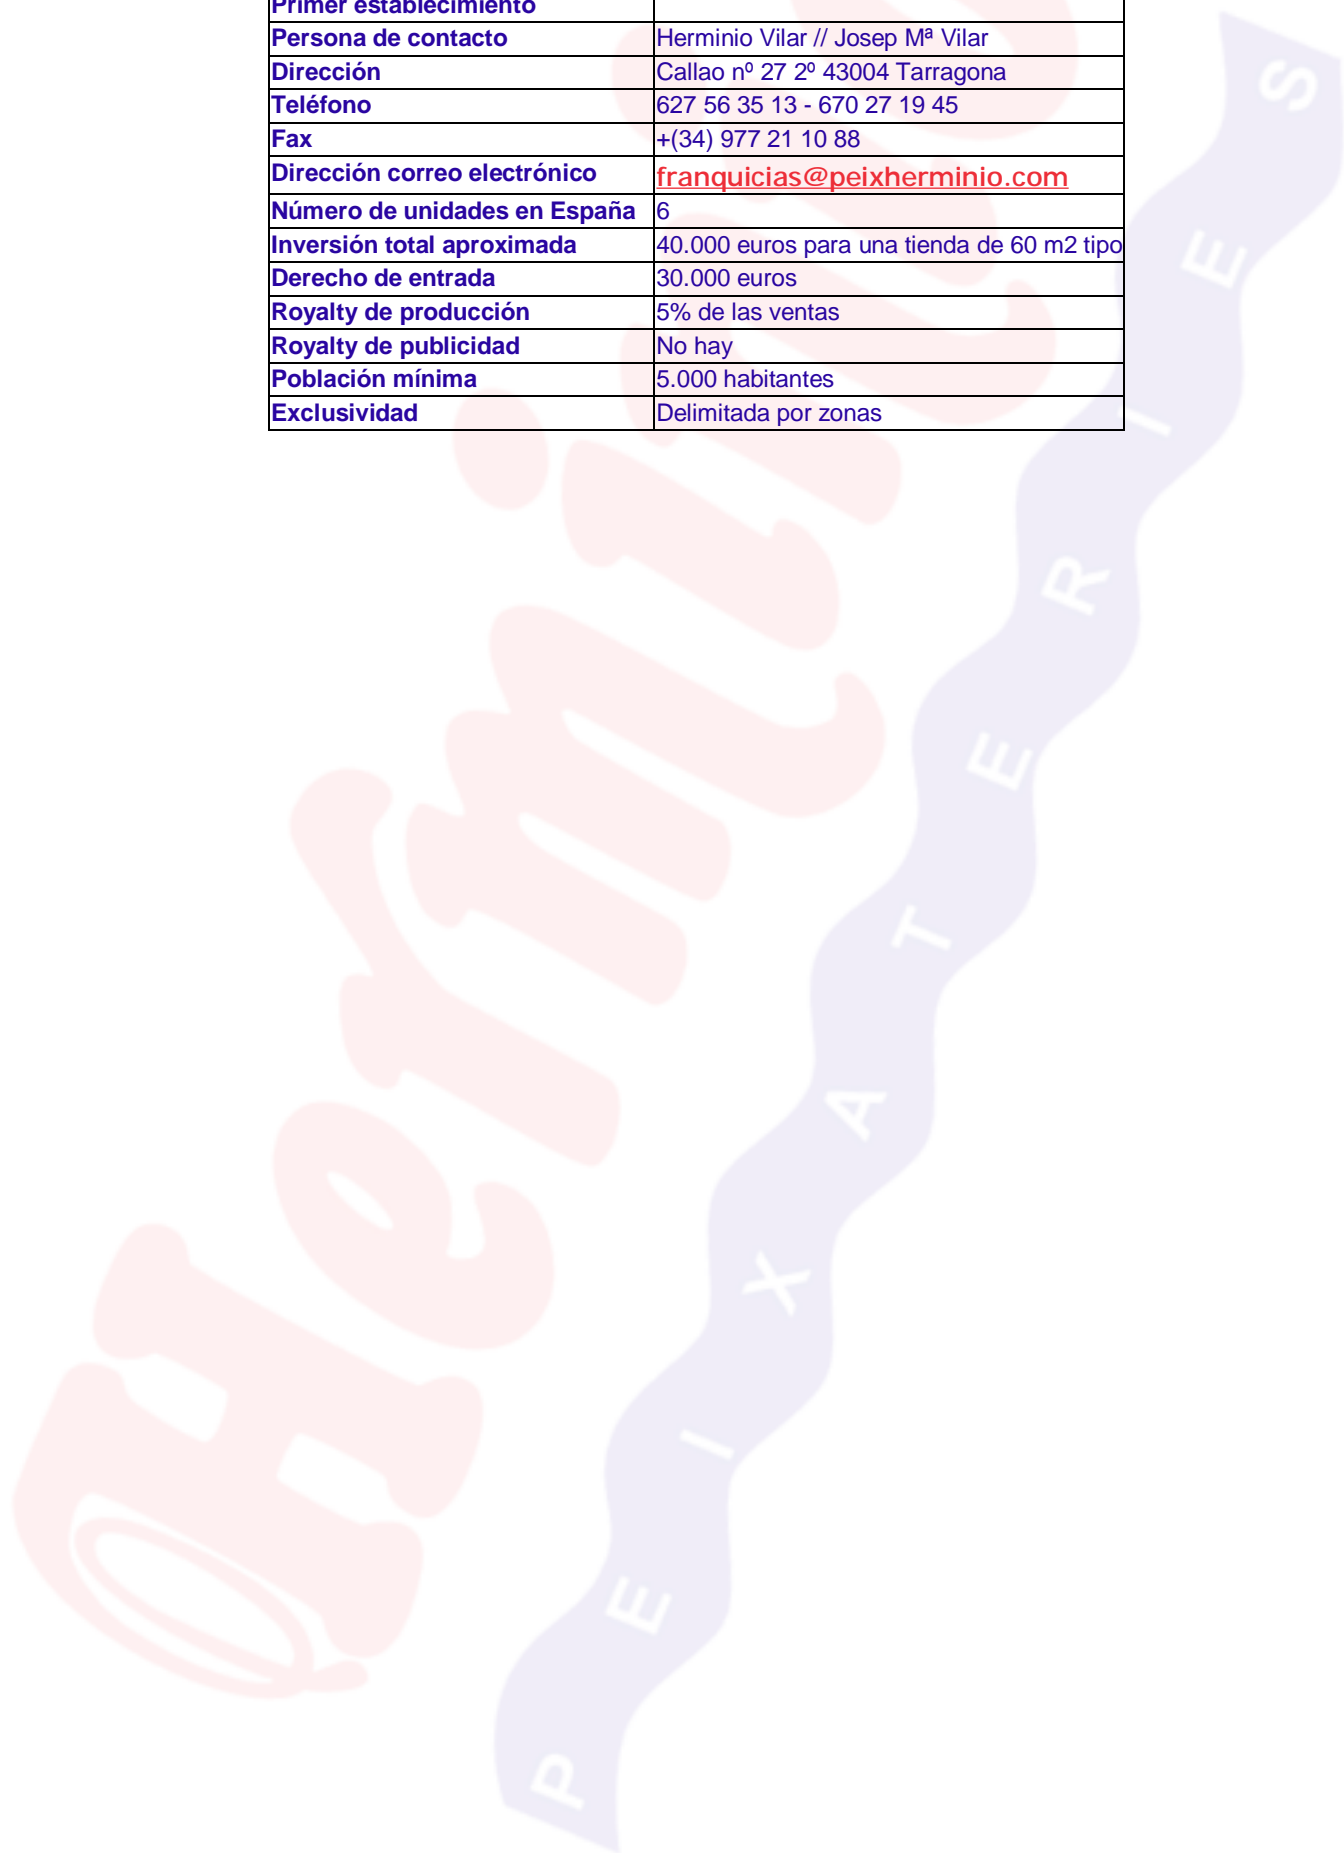 Primer establecimiento
Persona de contacto Herminio Vilar // Josep Mª Vilar
Dirección Callao nº 27 2º 43004 Tarragona
Teléfono 627 56 35 13 - 670 27 19 45
Fax +(34) 977 21 10 88
Dirección correo electrónico franquicias@peixherminio.com
Número de unidades en España 6
Inversión total aproximada 40.000 euros para una tienda de 60 m2 tipo
Derecho de entrada 30.000 euros
Royalty de producción 5% de las ventas
Royalty de publicidad No hay
Población mínima 5.000 habitantes
Exclusividad Delimitada por zonas
Herminio
PEIXATERIES